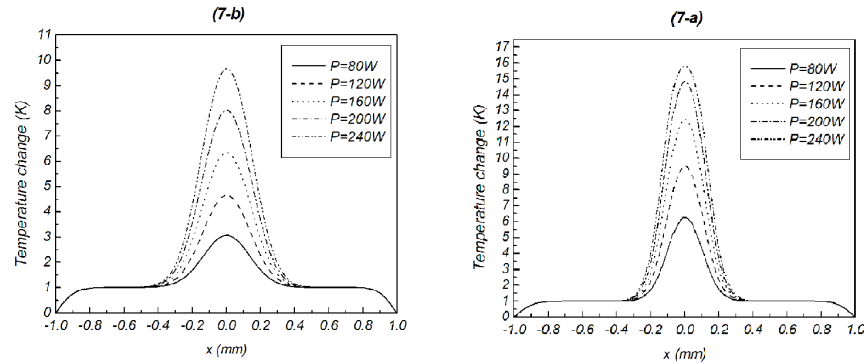 (7-b)
11
10
9
8
7
6
5
4
3
2
1
0
Temperature change (K)
P=80W
P=120W
P=160W
P=200W
P=240W
-1.0 -0.8 -0.6 -0.4 -0.2 0.0 0.2 0.4 0.6 0.8 1.0
x (mm)
(7-a)
17
16
15
14
13
12
11
10
9
8
7
6
5
4
3
2
1
0
Temperature change (K)
P=80W
P=120W
P=160W
P=200W
P=240W
-1.0 -0.8 -0.6 -0.4 -0.2 0.0 0.2 0.4 0.6 0.8 1.0
x (mm)